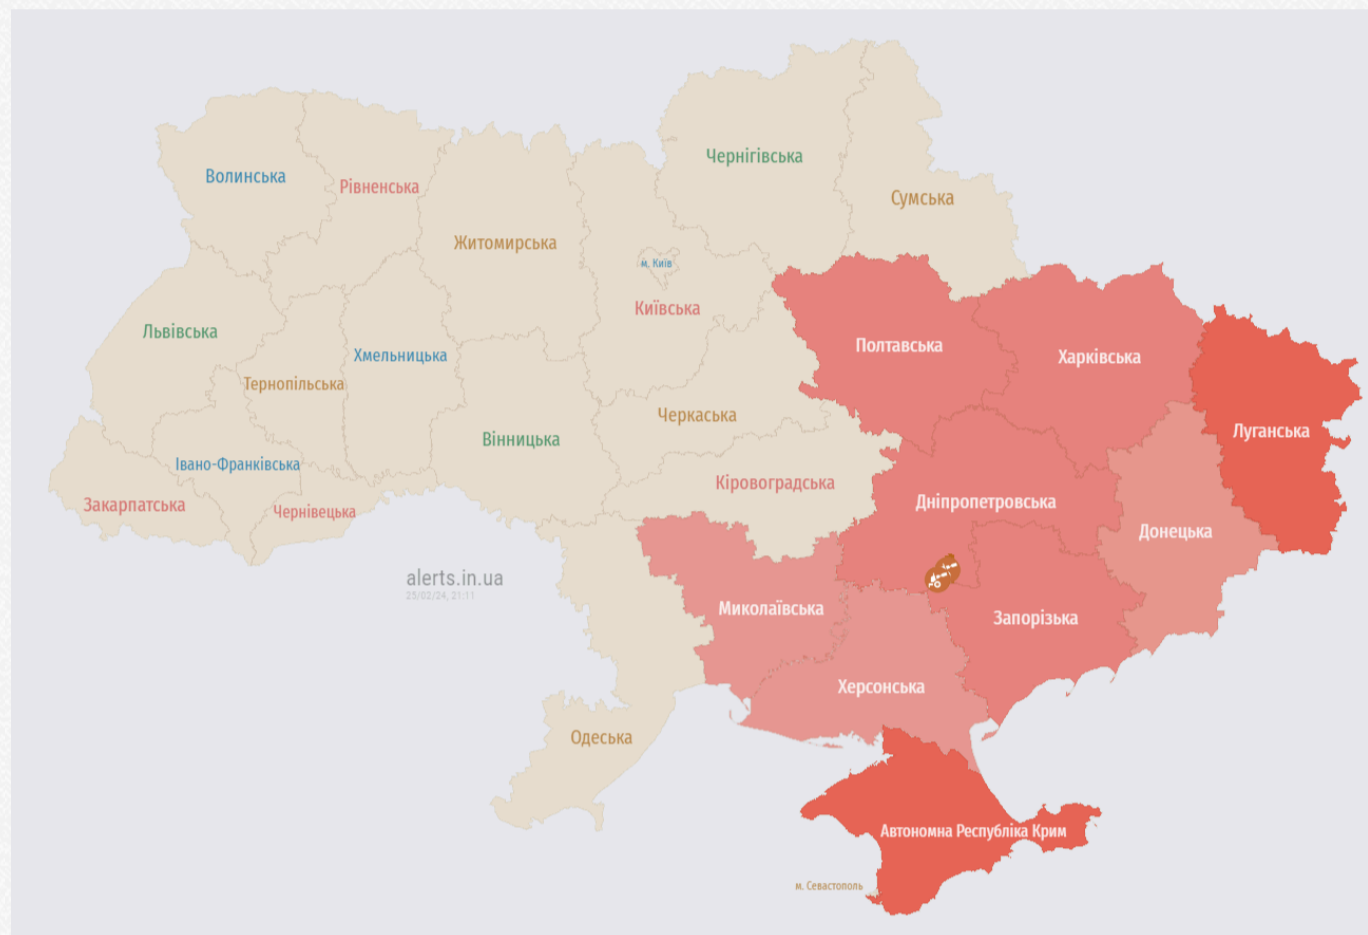 Чернігівська
Волинська
Рівненська
Сумська
Житомирська
м. Київ
Київська
Львівська
Полтавська
Хмельницька
Харківська
Тернопільська
Черкаська
Луганська
Вінницька
Івано-Франківська
Кіровоградська
Закарпатська
Чернівецька
Дніпропетровська
Донецька
alerts.in.ua
25/02/24, 21:11
Миколаївська
Запорізька
Херсонська
Одеська
Автономна Республіка Крим
м. Севастополь